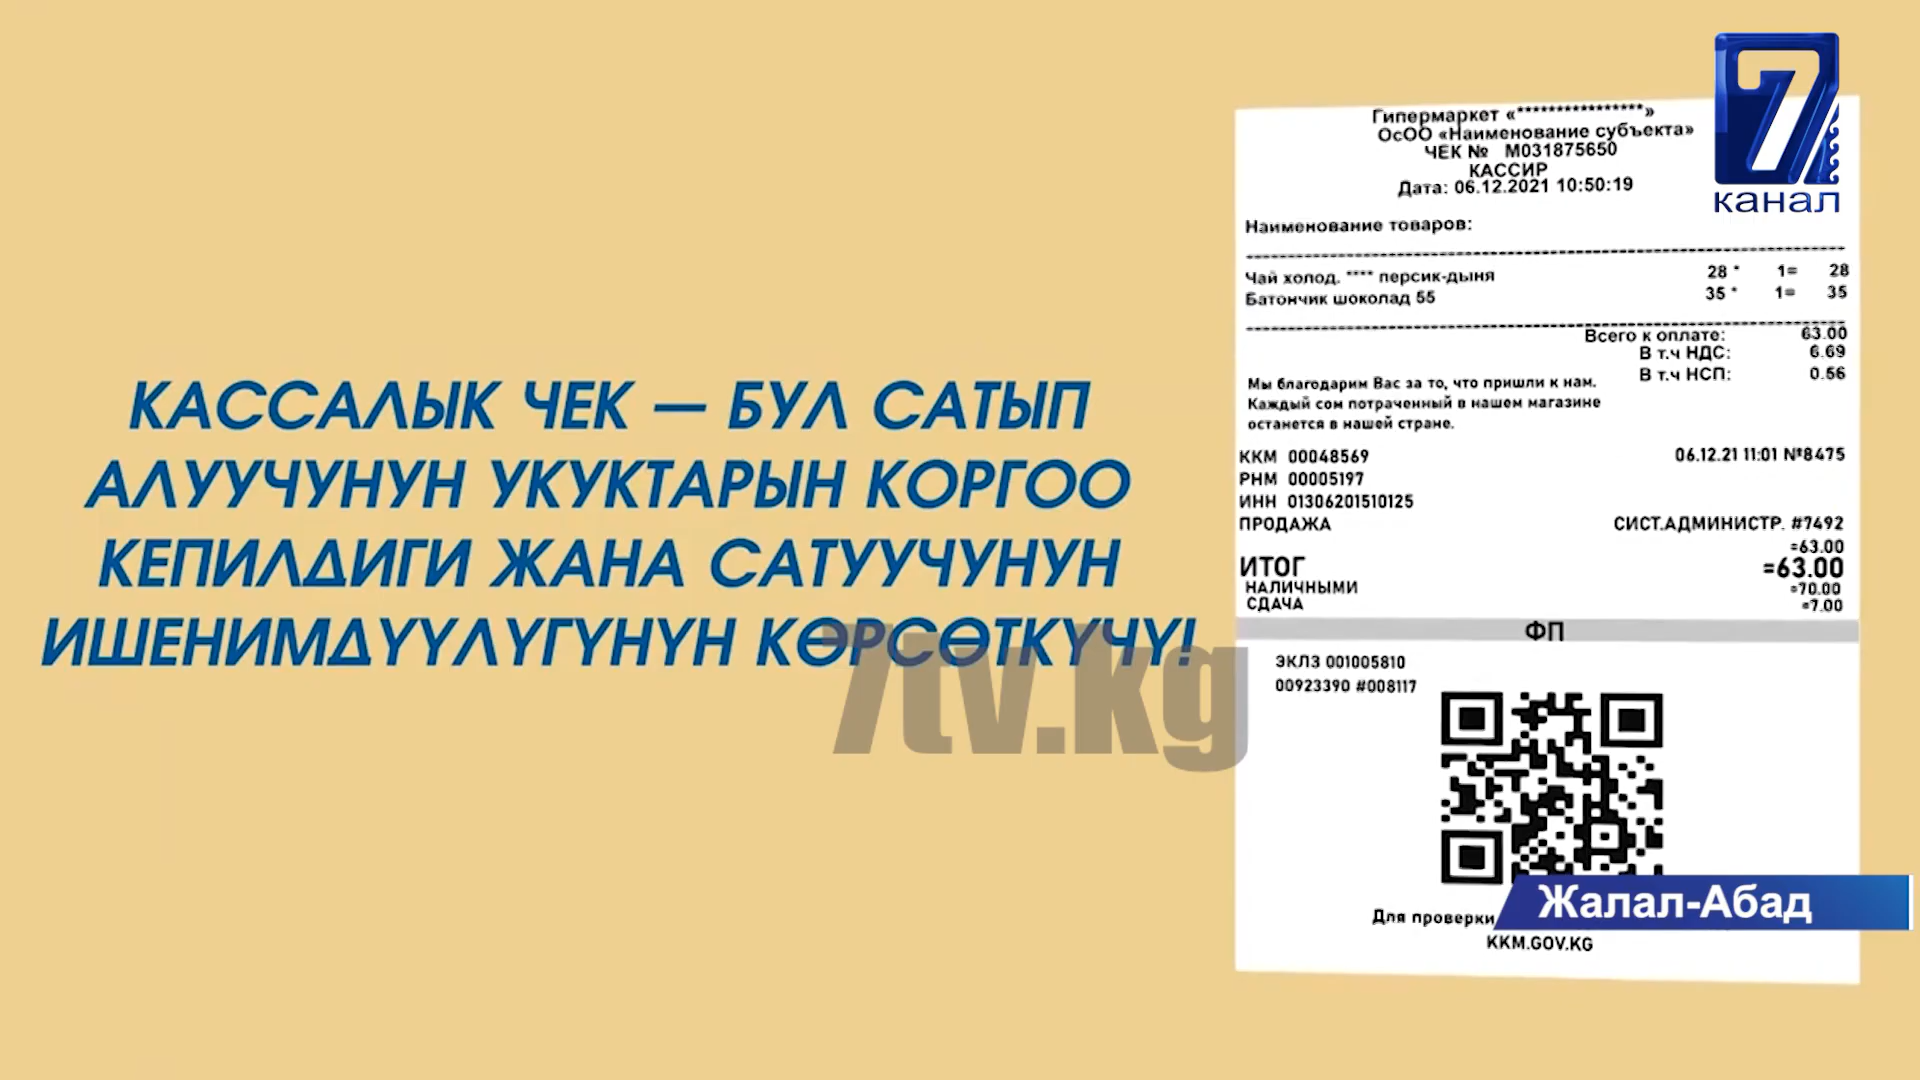 КАССАЛЫК ЧЕК — БУЛ САТЫП
АЛУУЧУНУН УКУКТАРЫН КОРГОО
КЕПИЛДИГИ ЖАНА САТУУЧУНУН
ИШЕНИМДҮҮЛҮГҮНҮН КӨРСӨТКҮЧҮ!
7tv.kg
7
канал
Гипермаркет «****************»
ОсОО «Наименование субъекта»
ЧЕК № М031875650
КАССИР
Дата: 06.12.2021 10:50:19
Наименование товаров:
Чай холод. **** персик-дыня 28 * 1= 28
Батончик шоколад 55 35 * 1= 35
Всего к оплате: 63.00
В т.ч НДС: 6.69
В т.ч НСП: 0.56
Мы благодарим Вас за то, что пришли к нам.
Каждый сом потраченный в нашем магазине
останется в нашей стране.
ККМ 00048569 06.12.21 11:01 №8475
РНМ 00005197
ИНН 01306201510125
ПРОДАЖА СИСТ.АДМИНИСТР. #7492
=63.00
ИТОГ =63.00
НАЛИЧНЫМИ =70.00
СДАЧА =7.00
ФП
ЭКЛЗ 001005810
00923390 #008117
Для проверки
KKM.GOV.KG
Жалал-Абад